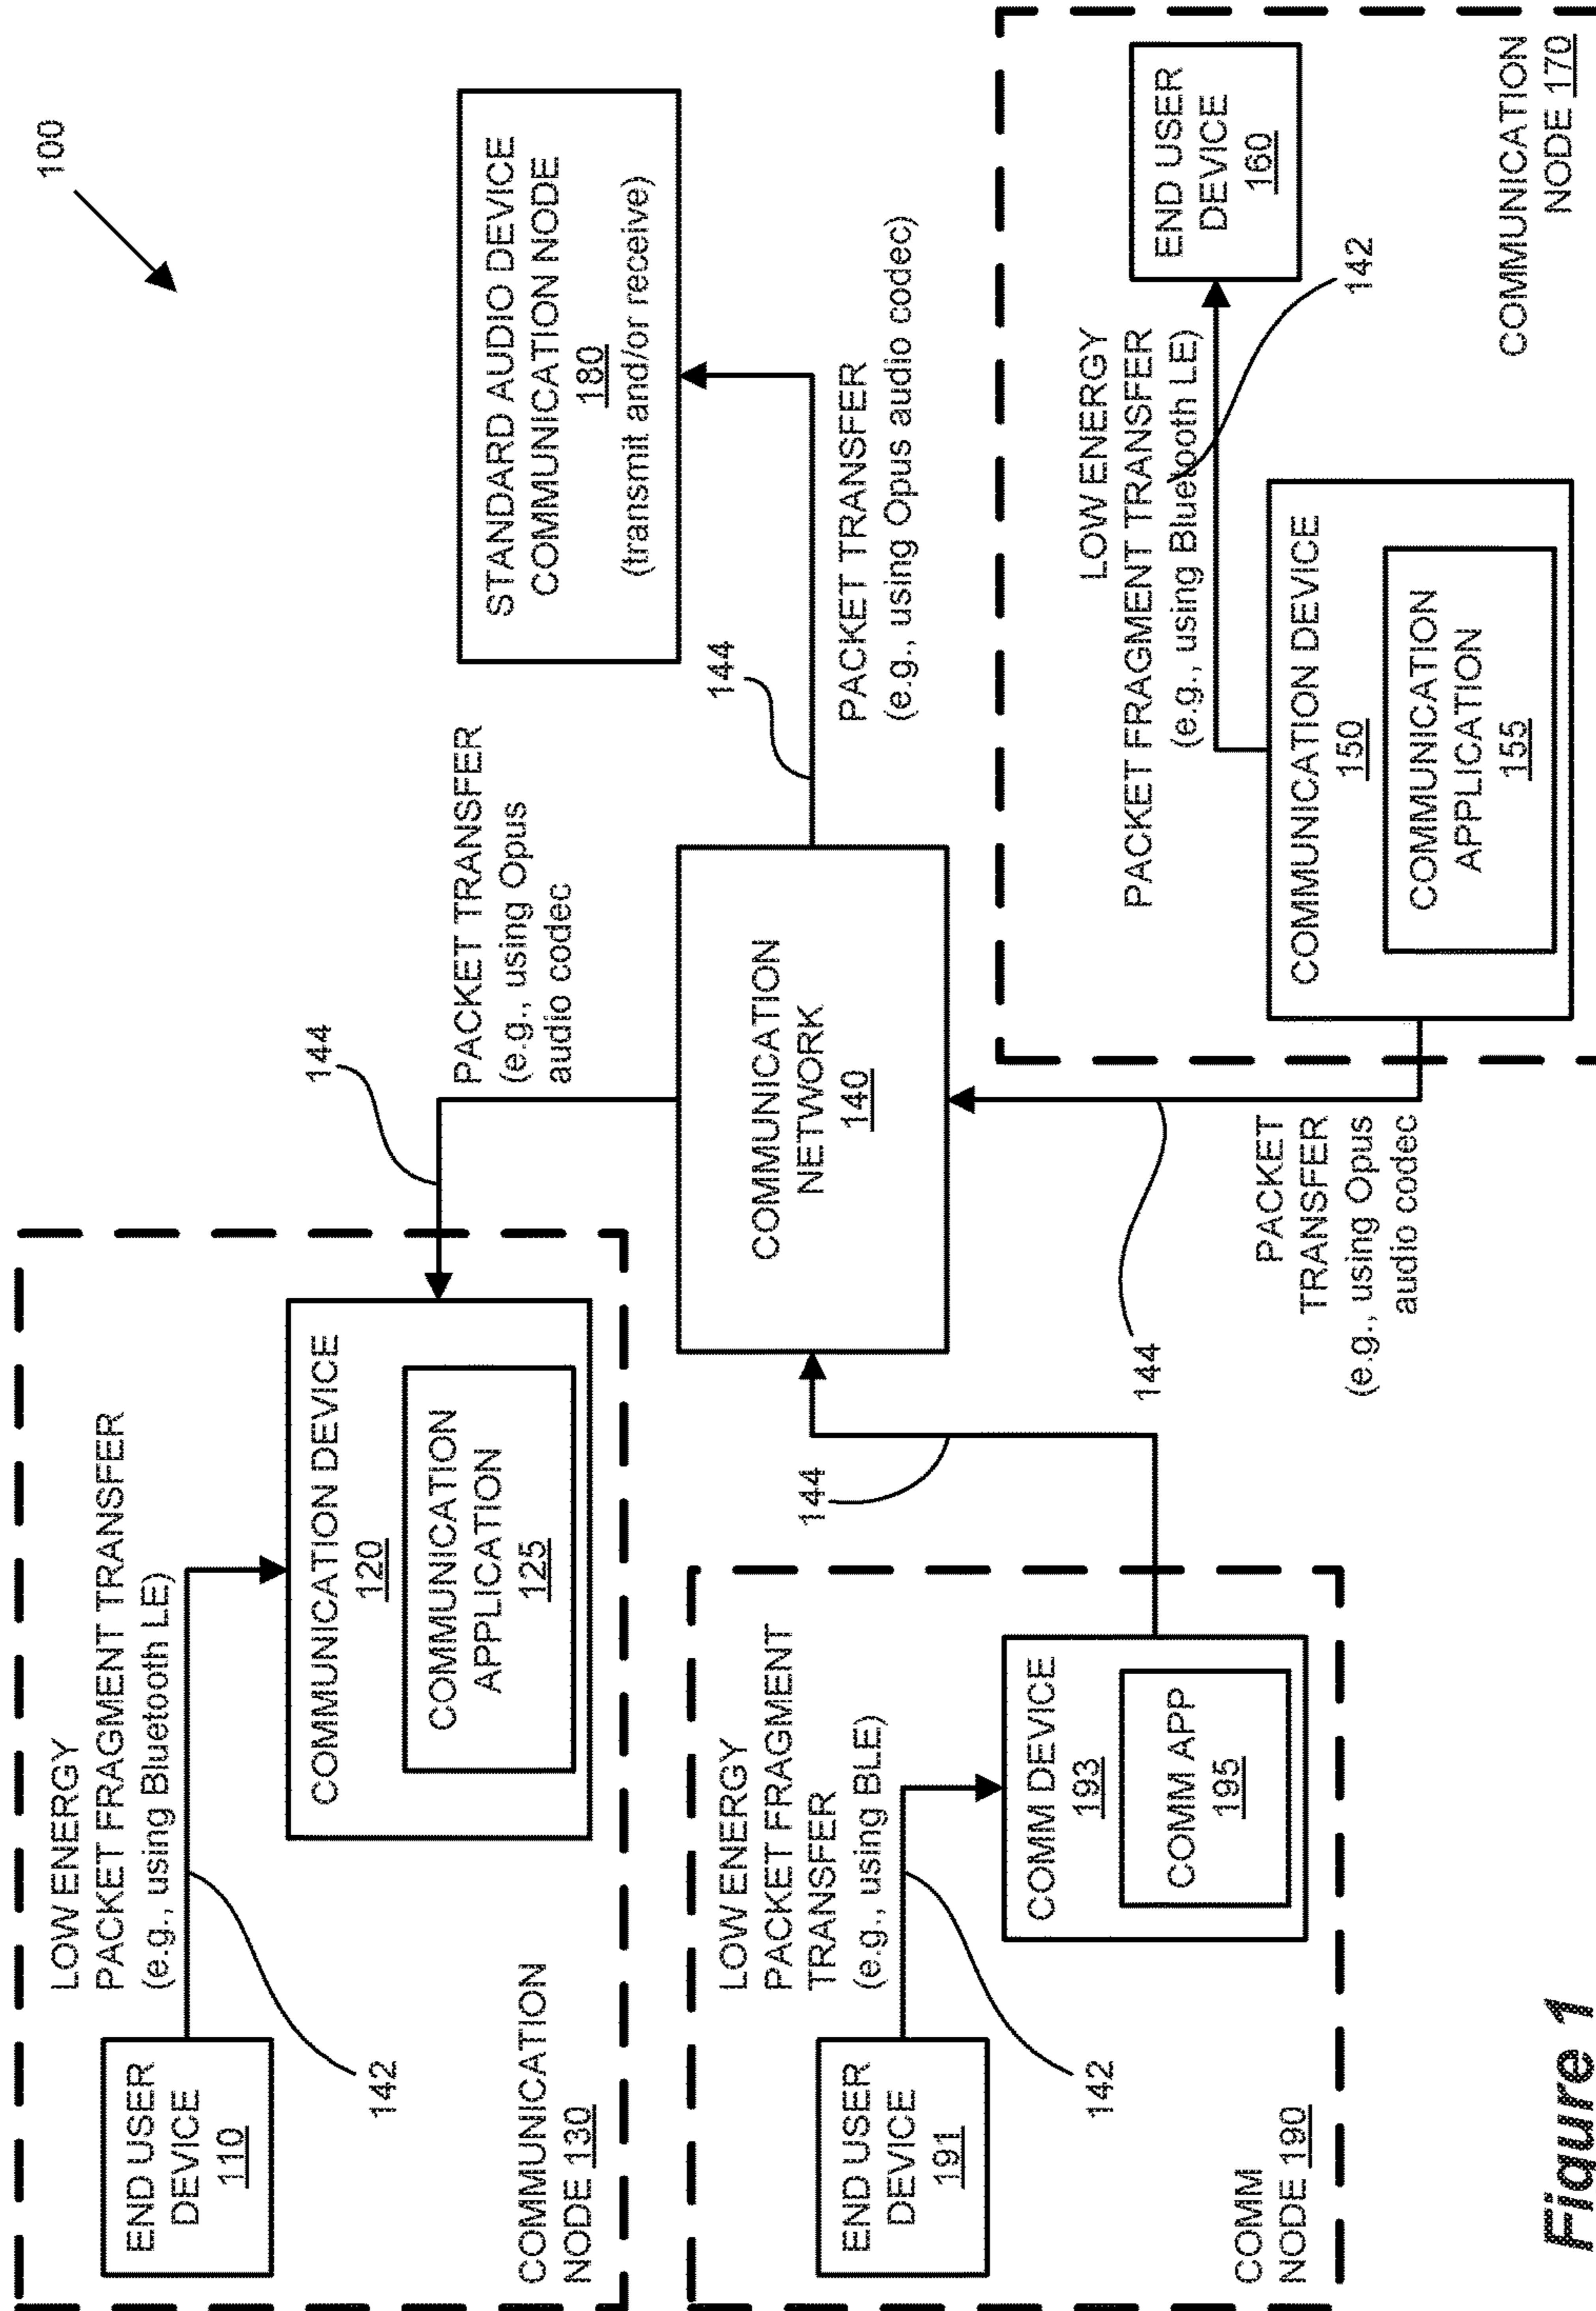 100
LOW ENERGY
PACKET FRAGMENT TRANSFER
(e.g., using Bluetooth LE)
END USER
DEVICE
110
142
COMMUNICATION DEVICE
120
COMMUNICATION
APPLICATION
125
COMMUNICATION
NODE 130
144
PACKET TRANSFER
(e.g., using Opus
audio codec
STANDARD AUDIO DEVICE
COMMUNICATION NODE
180
(transmit and/or receive)
144
PACKET TRANSFER
(e.g., using Opus audio codec)
COMMUNICATION
NETWORK
140
LOW ENERGY
PACKET FRAGMENT
TRANSFER
(e.g., using BLE)
END USER
DEVICE
191
142
COMM DEVICE
193
COMM APP
195
COMM
NODE 190
144
144
PACKET
TRANSFER
(e.g., using Opus
audio codec
LOW ENERGY
PACKET FRAGMENT TRANSFER
(e.g., using Bluetooth LE)
END USER
DEVICE
160
142
COMMUNICATION DEVICE
150
COMMUNICATION
APPLICATION
155
COMMUNICATION
NODE 170
Figure 1